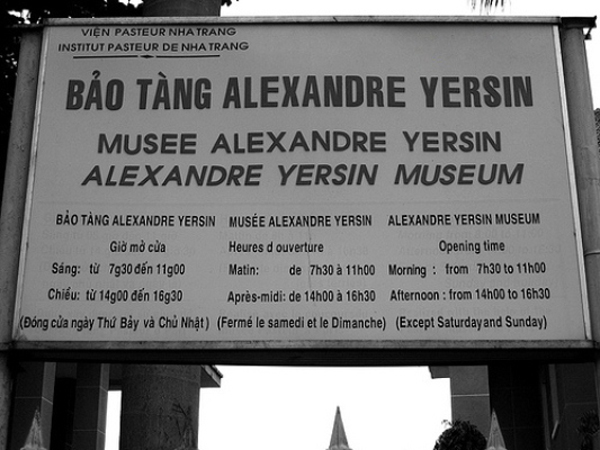 VIỆN PASTEUR NHA TRANG
INSTITUT PASTEUR DE NHA TRANG
BẢO TÀNG ALEXANDRE YERSIN
MUSEE ALEXANDRE YERSIN
ALEXANDRE YERSIN MUSEUM
BẢO TÀNG ALEXANDRE YERSIN MUSÉE ALEXANDRE YERSIN ALEXANDRE YERSIN MUSEUM
Giờ mở cửa Heures d ouverture Opening time
Sáng: từ 7g30 đến 11g00 Matin: de 7h30 à 11h00 Morning : from 7h30 to 11h00
Chiều: từ 14g00 đến 16g30 Après-midi: de 14h00 à 16h30 Afternoon : from 14h00 to 16h30
(Đóng cửa ngày Thứ Bảy và Chủ Nhật) (Fermé le samedi et le Dimanche) (Except Saturday and Sunday)